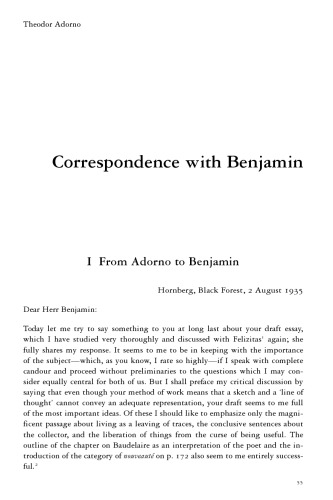 Theodor Adorno
Correspondence with Benjamin
I From Adorno to Benjamin
Hornberg, Black Forest, 2 August 1935
Dear Herr Benjamin:
Today let me try to say something to you at long last about your draft essay,
which I have studied very thoroughly and discussed with Felizitas¹ again; she
fully shares my response. It seems to me to be in keeping with the importance
of the subject—which, as you know, I rate so highly—if I speak with complete
candour and proceed without preliminaries to the questions which I may con-
sider equally central for both of us. But I shall preface my critical discussion by
saying that even though your method of work means that a sketch and a 'line of
thought' cannot convey an adequate representation, your draft seems to me full
of the most important ideas. Of these I should like to emphasize only the magni-
ficent passage about living as a leaving of traces, the conclusive sentences about
the collector, and the liberation of things from the curse of being useful. The
outline of the chapter on Baudelaire as an interpretation of the poet and the in-
troduction of the category of nouveauté on p. 172 also seem to me entirely success-
ful.²
55